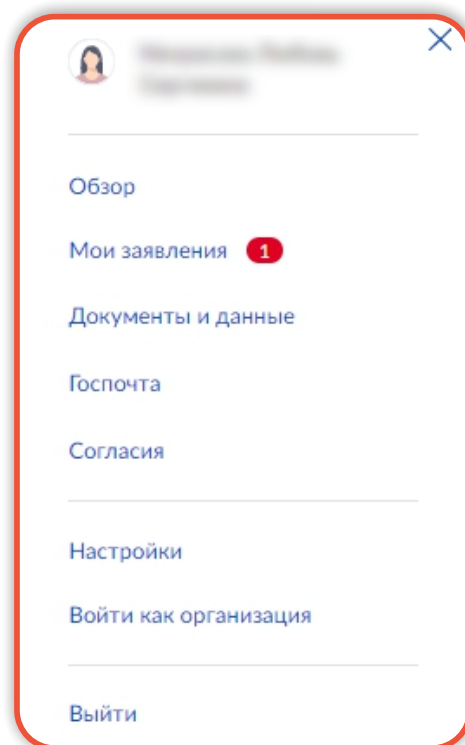 Обзор
Мои заявления 1
Документы и данные
Госпочта
Согласия
Настройки
Войти как организация
Выйти